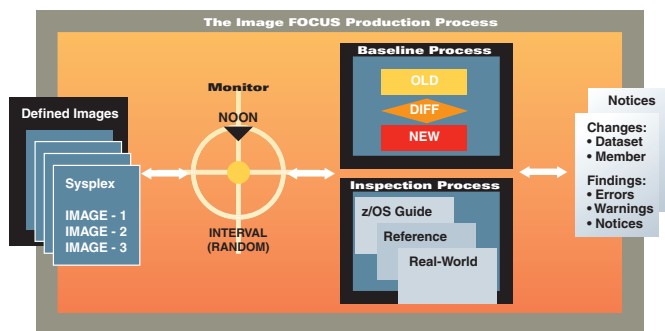 The Image FOCUS Production Process
Defined Images
Sysplex
IMAGE - 1
IMAGE - 2
IMAGE - 3
Monitor
NOON
INTERVAL
(RANDOM)
Baseline Process
OLD
DIFF
NEW
Inspection Process
z/OS Guide
Reference
Real-World
Notices
Changes:
• Dataset
• Member
Findings:
• Errors
• Warnings
• Notices